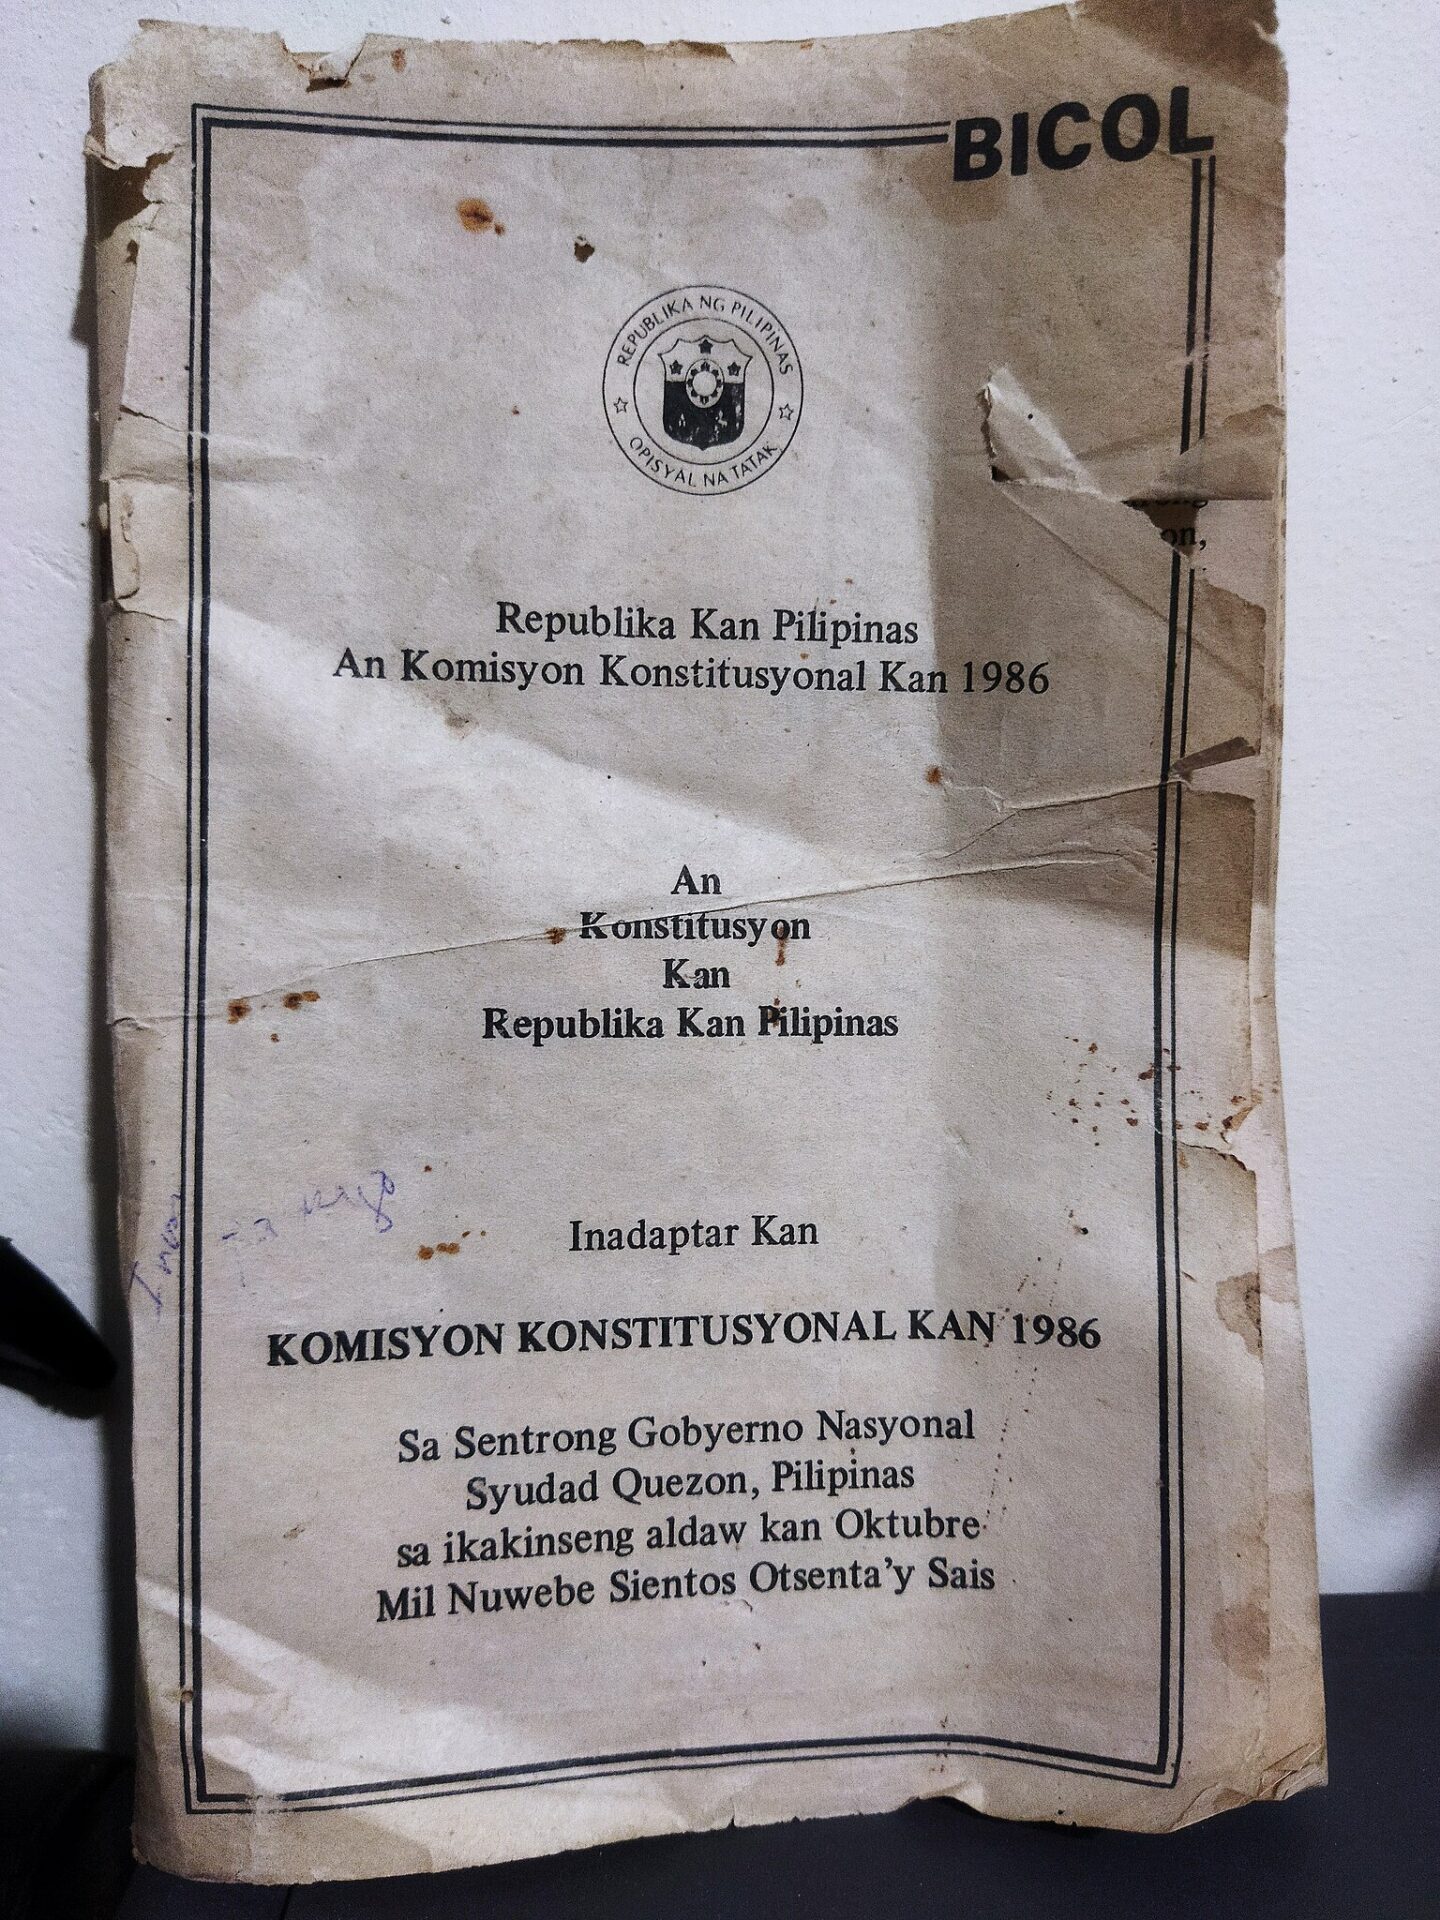 BICOL
REPUBLIKA NG PILIPINAS
OPISYAL NA TATAK
on,
Republika Kan Pilipinas
An Komisyon Konstitusyonal Kan 1986
An
Konstitusyon
Kan
Republika Kan Pilipinas
Inadaptar Kan
KOMISYON KONSTITUSYONAL KAN 1986
Sa Sentrong Gobyerno Nasyonal
Syudad Quezon, Pilipinas
sa ikakinseng aldaw kan Oktubre
Mil Nuwebe Sientos Otsenta'y Sais